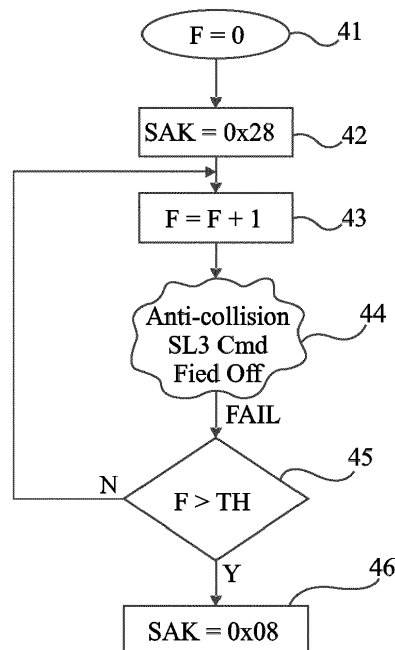 F = 0
41
SAK = 0x28
42
F = F + 1
43
Anti-collision
SL3 Cmd
Fied Off
44
FAIL
45
N
F > TH
Y
46
SAK = 0x08